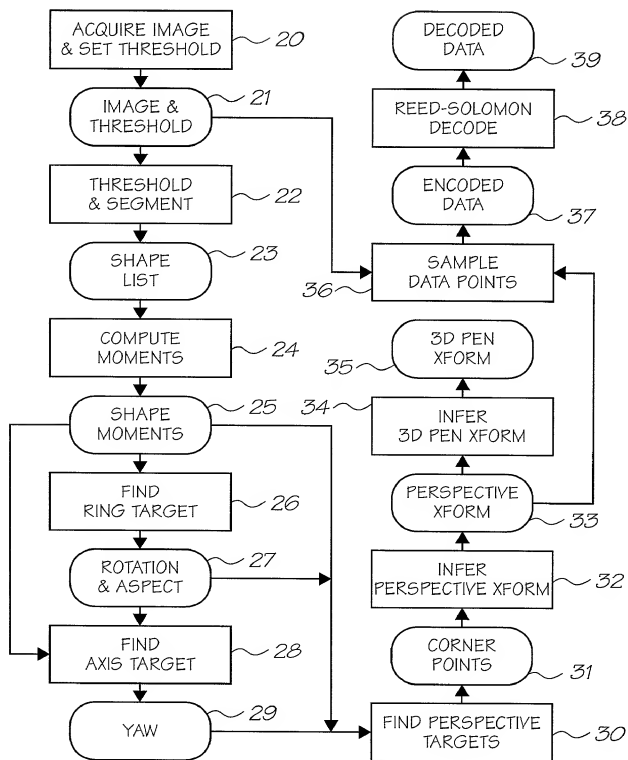 ACQUIRE IMAGE
& SET THRESHOLD
20
IMAGE &
THRESHOLD
21
THRESHOLD
& SEGMENT
22
SHAPE
LIST
23
COMPUTE
MOMENTS
24
SHAPE
MOMENTS
25
FIND
RING TARGET
26
ROTATION
& ASPECT
27
FIND
AXIS TARGET
28
YAW
29
DECODED
DATA
39
REED-SOLOMON
DECODE
38
ENCODED
DATA
37
SAMPLE
DATA POINTS
36
3D PEN
XFORM
35
INFER
3D PEN XFORM
34
PERSPECTIVE
XFORM
33
INFER
PERSPECTIVE XFORM
32
CORNER
POINTS
31
FIND PERSPECTIVE
TARGETS
30